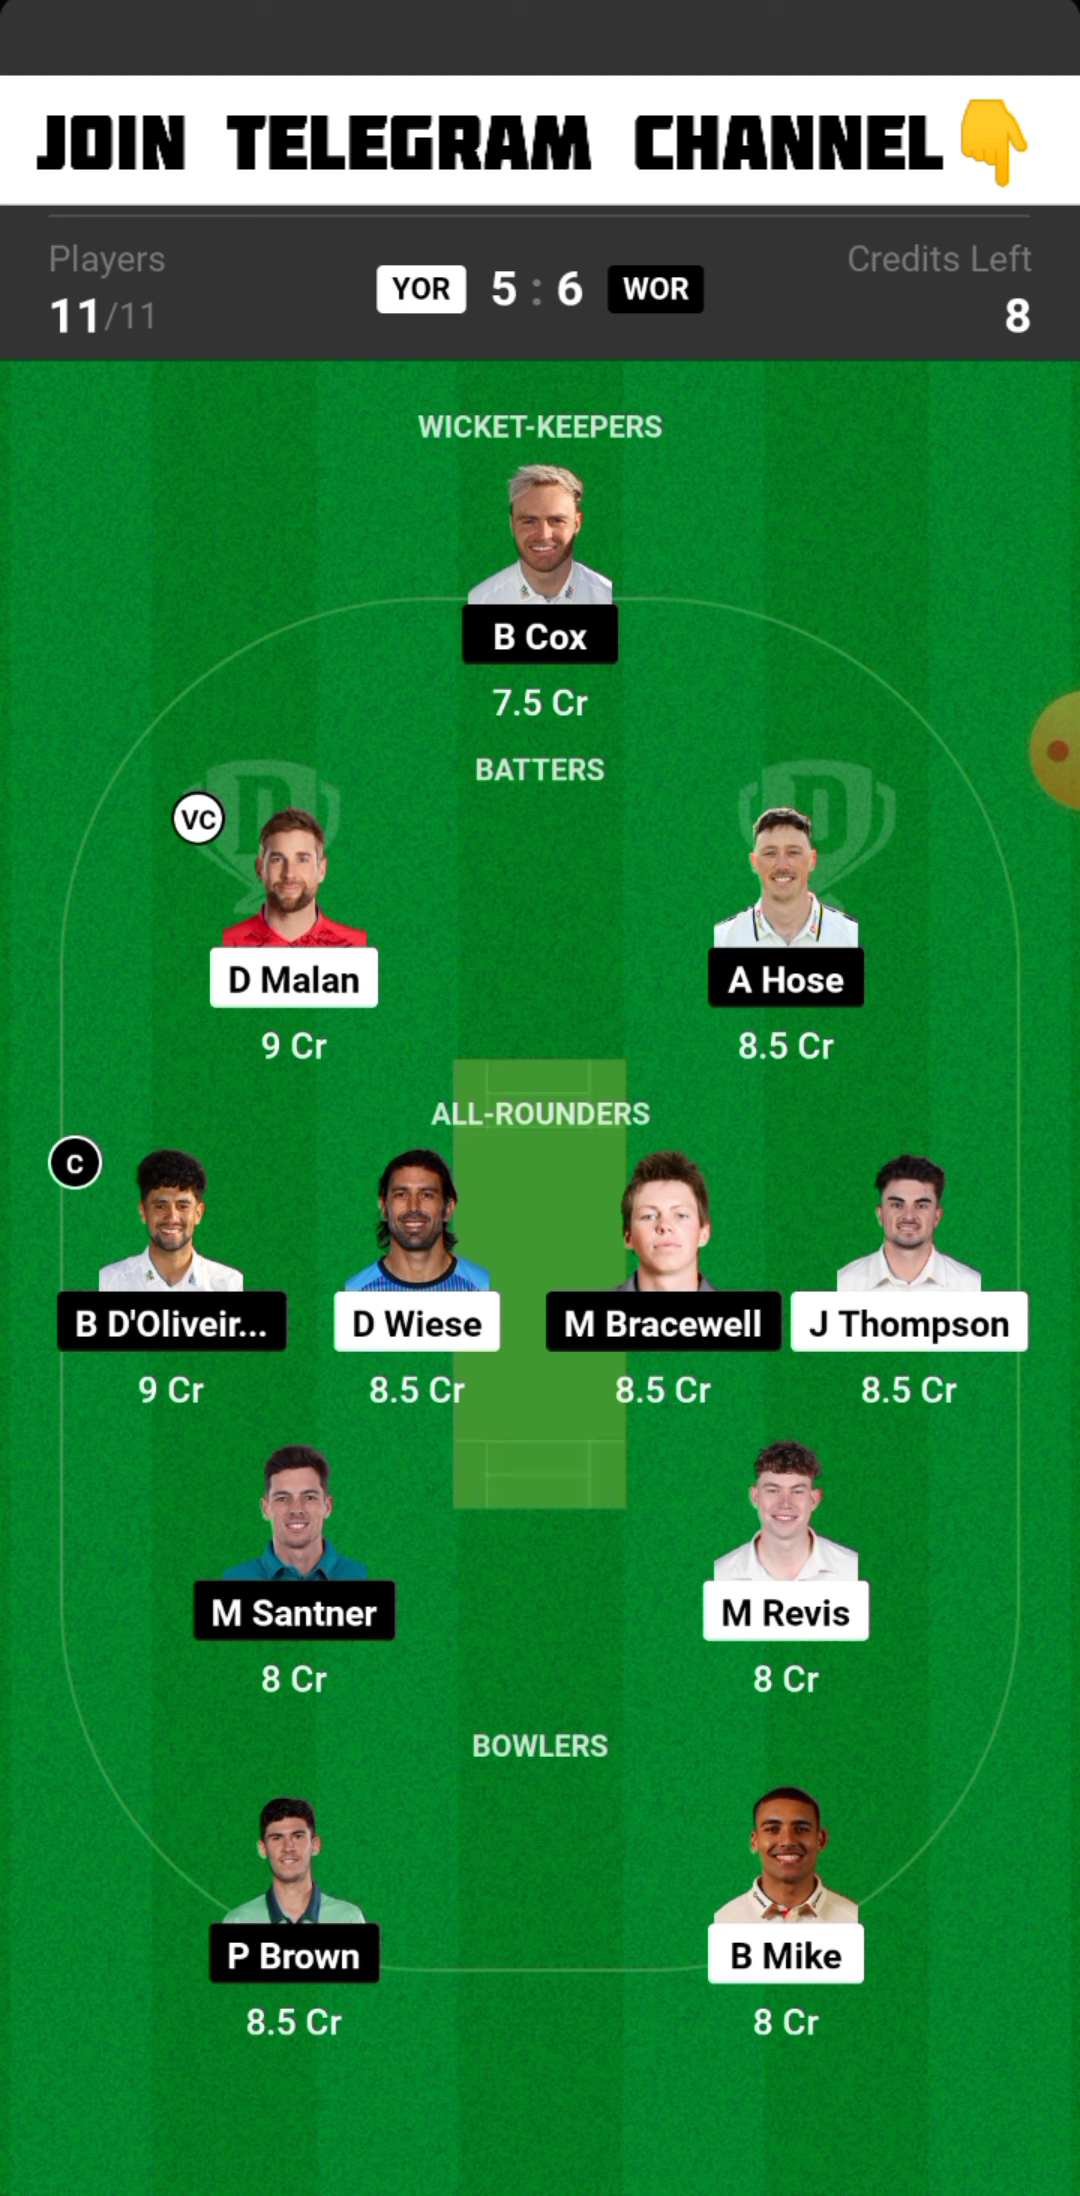 JOIN TELEGRAM CHANNEL👇
Players
Credits Left
11/11
YOR 5 : 6 WOR
8
WICKET-KEEPERS
B Cox
7.5 Cr
BATTERS
VC
D Malan
A Hose
9 Cr
8.5 Cr
ALL-ROUNDERS
C
B D'Oliveir...
D Wiese
M Bracewell
J Thompson
9 Cr
8.5 Cr
8.5 Cr
8.5 Cr
M Santner
M Revis
8 Cr
8 Cr
BOWLERS
P Brown
B Mike
8.5 Cr
8 Cr